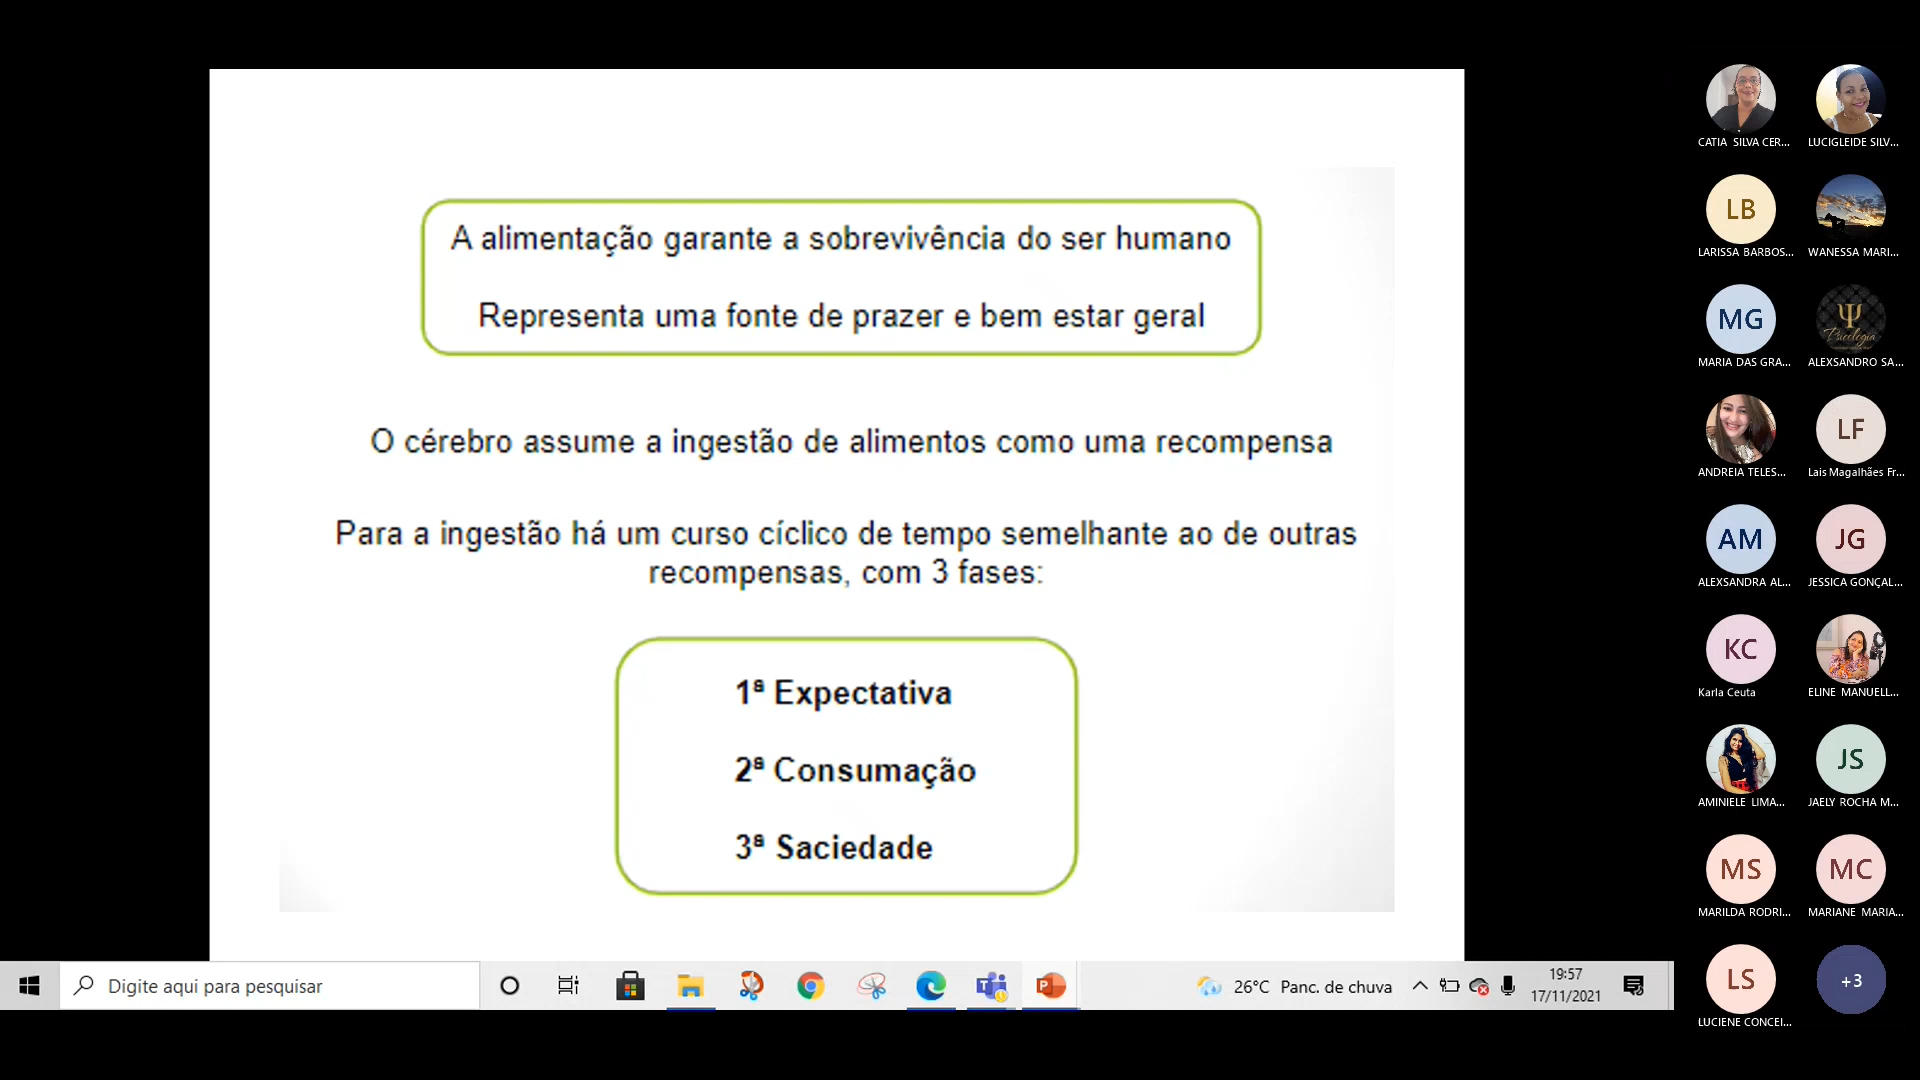 A alimentação garante a sobrevivência do ser humano
Representa uma fonte de prazer e bem estar geral
O cérebro assume a ingestão de alimentos como uma recompensa
Para a ingestão há um curso cíclico de tempo semelhante ao de outras
recompensas, com 3 fases:
1ª Expectativa
2ª Consumação
3ª Saciedade
Digite aqui para pesquisar
26°C Panc. de chuva
19:57
17/11/2021
CATIA SILVA CER...
LUCIGLEIDE SILV...
LB
LARISSA BARBOS...
WANESSA MARI...
MG
MARIA DAS GRA...
Ψ
Psicologia
ALEXSANDRO SA...
ANDREIA TELES...
LF
Lais Magalhães Fr...
AM
ALEXSANDRA AL...
JG
JESSICA GONÇAL...
KC
Karla Ceuta
ELINE MANUELL...
AMINIELE LIMA...
JS
JAELY ROCHA M...
MS
MARILDA RODRI...
MC
MARIANE MARIA...
LS
LUCIENE CONCEI...
+3